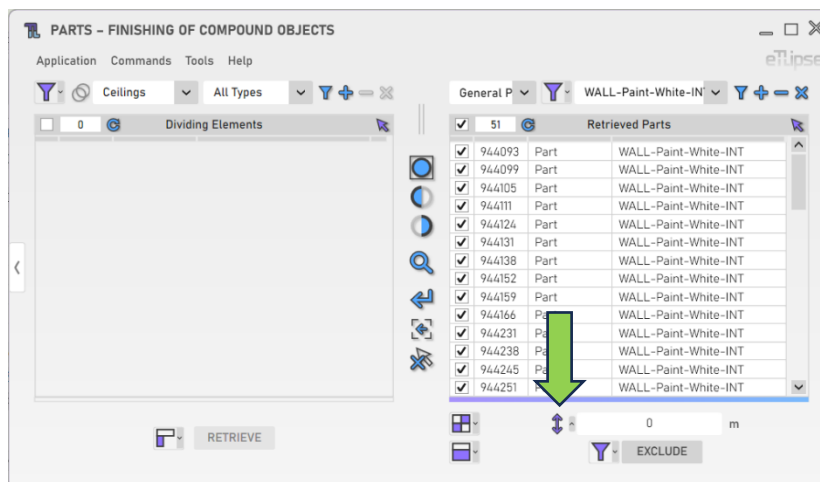 PARTS – FINISHING OF COMPOUND OBJECTS
Application Commands Tools Help
eTLipse
Ceilings All Types General P WALL-Paint-White-IN
0 Dividing Elements 51 Retrieved Parts
944093 Part WALL-Paint-White-INT
944099 Part WALL-Paint-White-INT
944105 Part WALL-Paint-White-INT
944111 Part WALL-Paint-White-INT
944124 Part WALL-Paint-White-INT
944131 Part WALL-Paint-White-INT
944138 Part WALL-Paint-White-INT
944152 Part WALL-Paint-White-INT
944159 Part WALL-Paint-White-INT
944166 Part WALL-Paint-White-INT
944231 Part WALL-Paint-White-INT
944238 Pa WALL-Paint-White-INT
944245 Part WALL-Paint-White-INT
944251 WALL-Paint-White-INT
0 m
RETRIEVE EXCLUDE